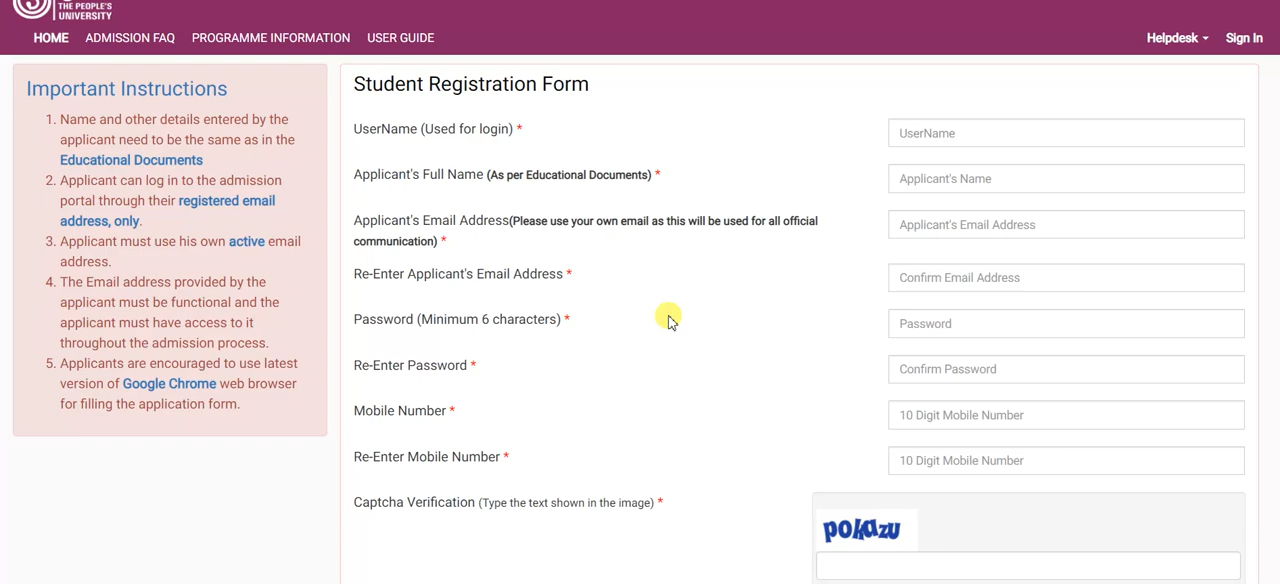 THE PEOPLE'S
UNIVERSITY
HOME ADMISSION FAQ PROGRAMME INFORMATION USER GUIDE Helpdesk Sign In
Important Instructions
1. Name and other details entered by the
applicant need to be the same as in the
Educational Documents
2. Applicant can log in to the admission
portal through their registered email
address, only.
3. Applicant must use his own active email
address.
4. The Email address provided by the
applicant must be functional and the
applicant must have access to it
throughout the admission process.
5. Applicants are encouraged to use latest
version of Google Chrome web browser
for filling the application form.
Student Registration Form
UserName (Used for login) *
UserName
Applicant's Full Name (As per Educational Documents) *
Applicant's Name
Applicant's Email Address(Please use your own email as this will be used for all official
communication) *
Applicant's Email Address
Re-Enter Applicant's Email Address *
Confirm Email Address
Password (Minimum 6 characters) *
Password
Re-Enter Password *
Confirm Password
Mobile Number *
10 Digit Mobile Number
Re-Enter Mobile Number *
10 Digit Mobile Number
Captcha Verification (Type the text shown in the image) *
pokazu